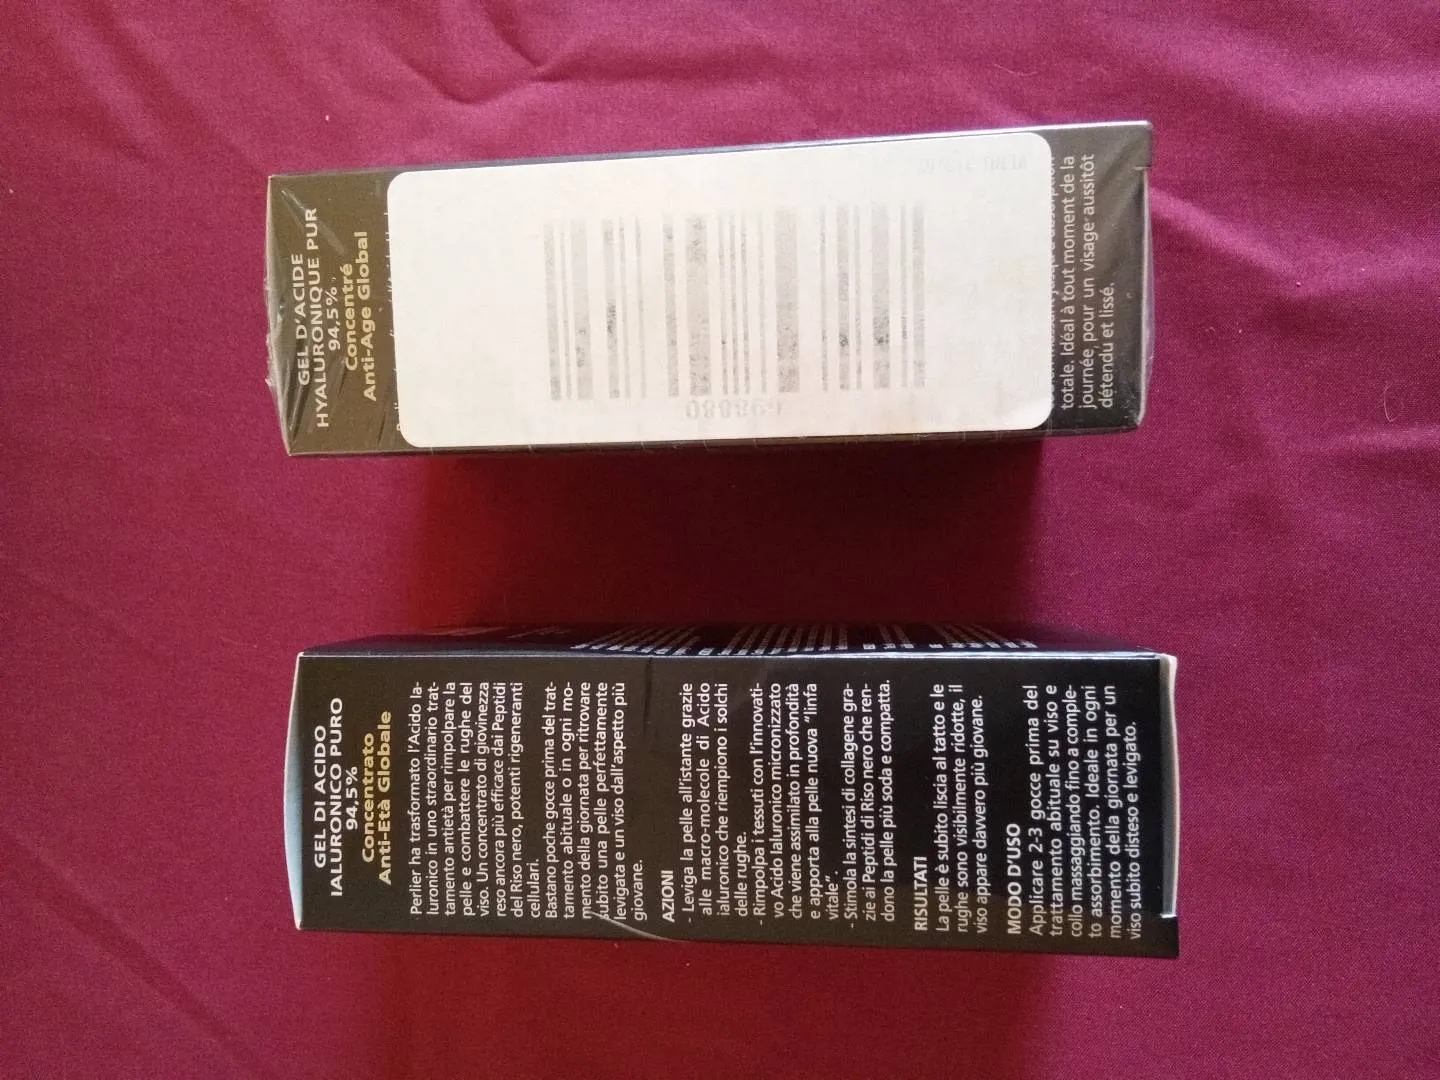 GEL D'ACIDE
HYALURONIQUE PUR
94,5%
Concentré
Anti-Age Global
698880
totale. Idéal à tout moment de la
journée pour un visage aussitôt
détendu et lissé.
GEL DI ACIDO
IALURONICO PURO
94,5%
Concentrato
Anti-Età Globale
Perlier ha trasformato l'Acido Ia-
luronico in uno straordinario trat-
tamento antietà per rimpolpare la
pelle e combattere le rughe del
viso. Un concentrato di giovinezza
reso ancora più efficace dai Peptidi
del Riso nero, potenti rigeneranti
cellulari.
Bastano poche gocce prima del trat-
tamento abituale o in ogni mo-
mento della giornata per ritrovare
subito una pelle perfettamente
levigata e un viso dall'aspetto più
giovane.
AZIONI
- Leviga la pelle all'istante grazie
alle macro-molecole di Acido
ialuronico che riempiono i solchi
delle rughe.
- Rimpolpa i tessuti con l'innovati-
vo Acido Ialuronico micronizzato
che viene assimilato in profondità
e apporta alla pelle nuova "linfa
vitale".
- Stimola la sintesi di collagene gra-
zie ai Peptidi di Riso nero che ren-
dono la pelle più soda e compatta.
RISULTATI
La pelle è subito liscia al tatto e le
rughe sono visibilmente ridotte, il
viso appare davvero più giovane.
MODO D'USO
Applicare 2-3 gocce prima del
trattamento abituale su viso e
collo massaggiando fino a comple-
to assorbimento. Ideale in ogni
momento della giornata per un
viso subito disteso e levigato.